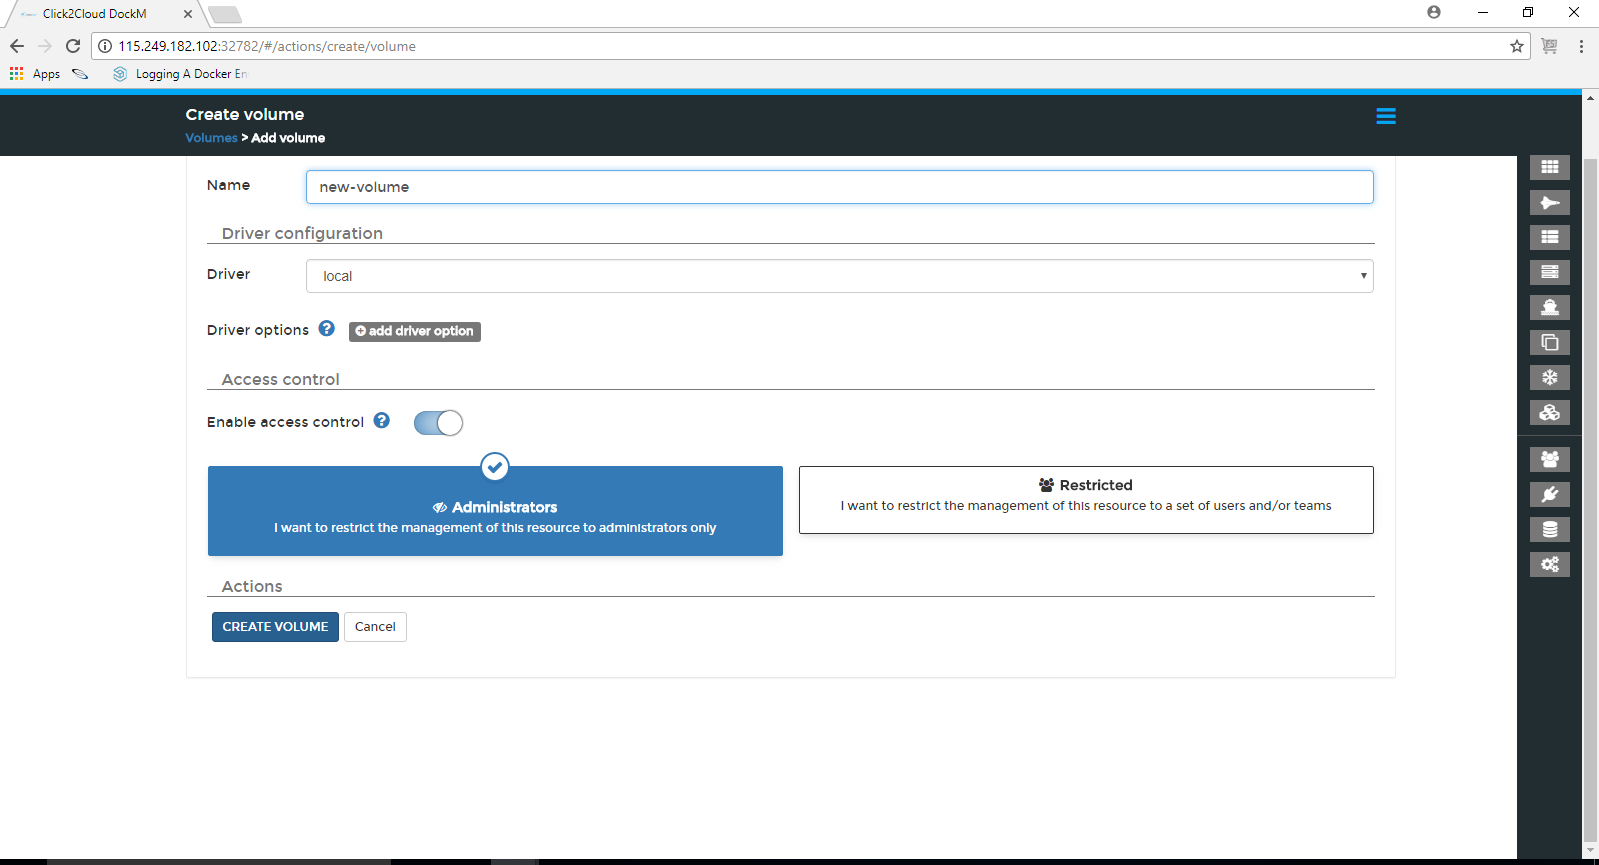 Click2Cloud DockM
115.249.182.102:32782/#/actions/create/volume
Apps
Logging A Docker En
Create volume
Volumes > Add volume
Name
new-volume
Driver configuration
Driver
local
Driver options ? add driver option
Access control
Enable access control ?
Administrators
I want to restrict the management of this resource to administrators only
Restricted
I want to restrict the management of this resource to a set of users and/or teams
Actions
CREATE VOLUME Cancel